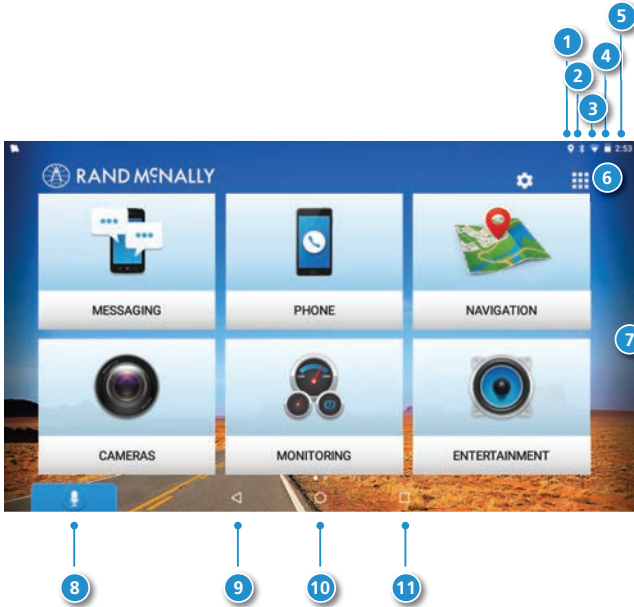 5
1
4
2
3
2:53
RAND MCNALLY
6
MESSAGING PHONE NAVIGATION
7
CAMERAS MONITORING ENTERTAINMENT
8 9 10 11